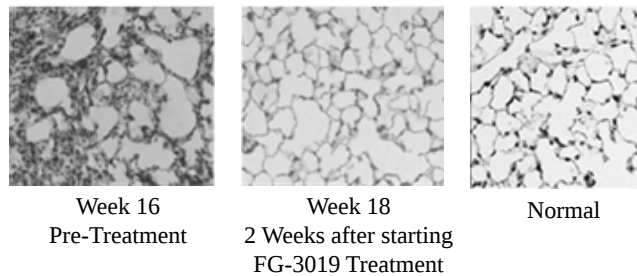 Week 16
Pre-Treatment
Week 18
2 Weeks after starting
FG-3019 Treatment
Normal